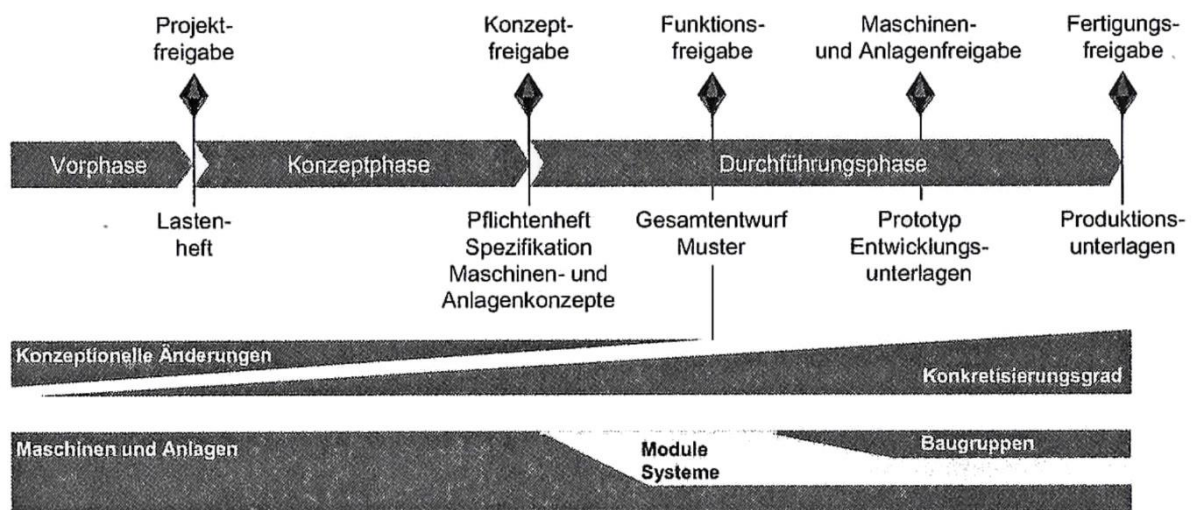 Projekt-
freigabe
Konzept-
freigabe
Funktions-
freigabe
Maschinen-
und Anlagenfreigabe
Fertigungs-
freigabe
Vorphase
Konzeptphase
Durchführungsphase
Lasten-
heft
Pflichtenheft
Spezifikation
Maschinen- und
Anlagenkonzepte
Gesamtentwurf
Muster
Prototyp
Entwicklungs-
unterlagen
Produktions-
unterlagen
Konzeptionelle Änderungen
Konkretisierungsgrad
Maschinen und Anlagen
Module
Systeme
Baugruppen